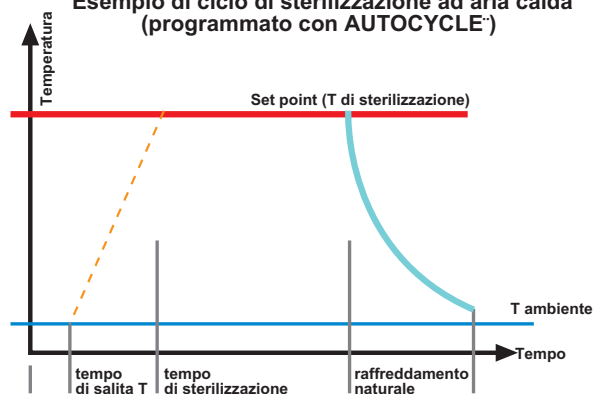 Esempio di ciclo di sterilizzazione ad aria calda
(programmato con AUTOCYCLE¨)
Temperatura
Set point (T di sterilizzazione)
T ambiente
Tempo
tempo
di salita T
tempo
di sterilizzazione
raffreddamento
naturale